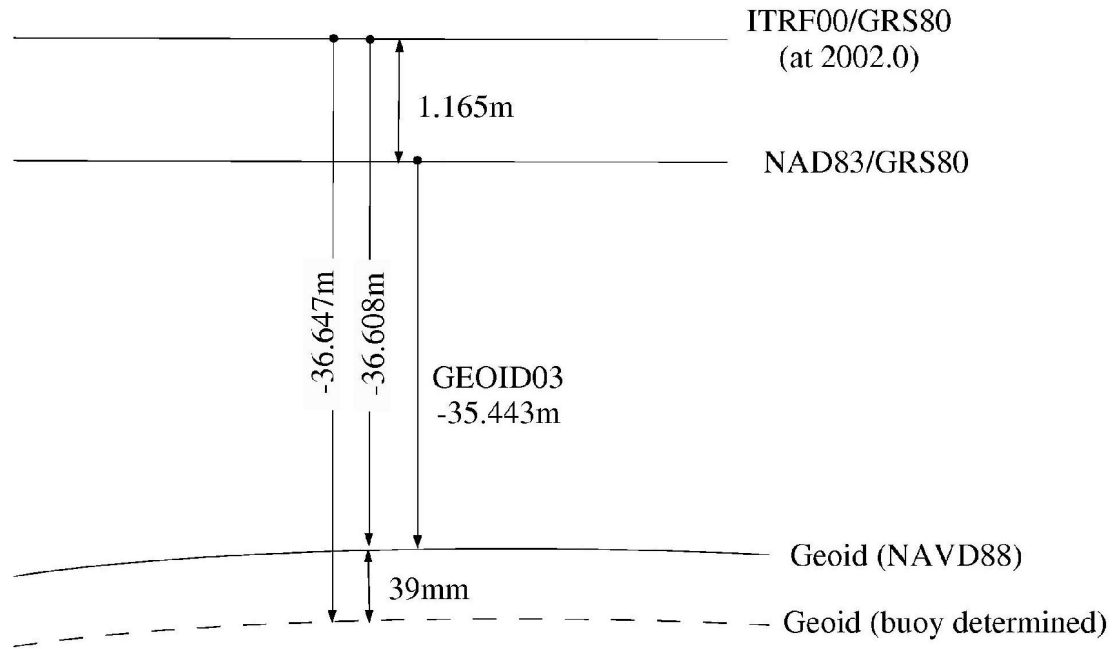 ITRF00/GRS80
(at 2002.0)
1.165m
NAD83/GRS80
-36.647m
-36.608m
GEOID03
-35.443m
Geoid (NAVD88)
39mm
Geoid (buoy determined)